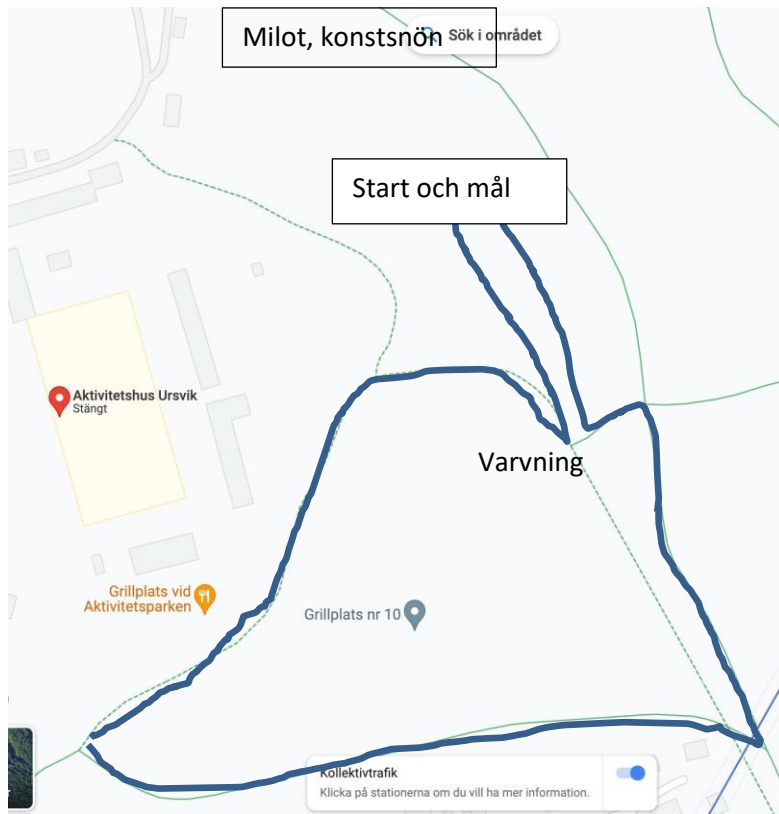 Milot, konstsnön
Sök i området
Start och mål
Aktivitetshus Ursvik
Stängt
Varvning
Grillplats vid
Aktivitetsparken
Grillplats nr 10
Kollektivtrafik
Klicka på stationerna om du vill ha mer information.